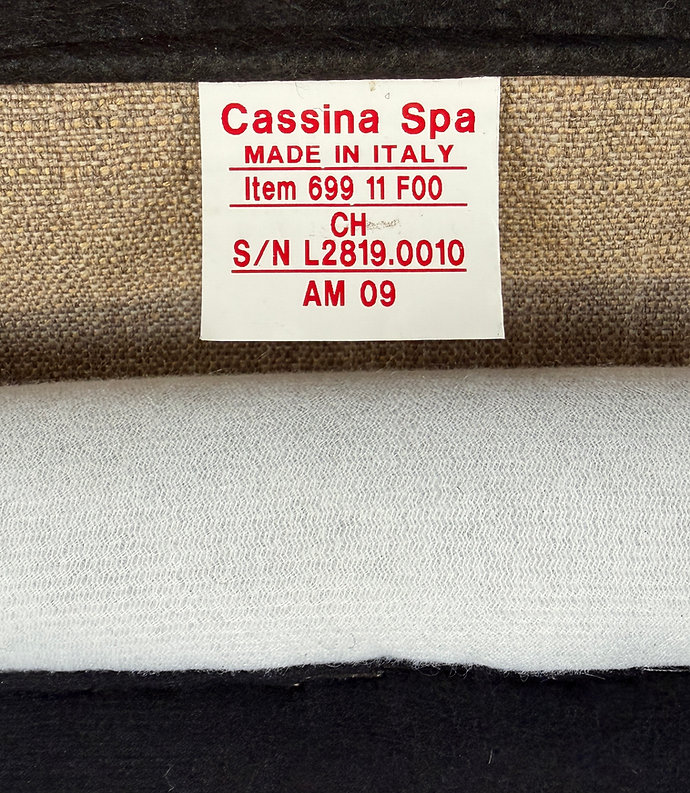 Cassina Spa
MADE IN ITALY
Item 699 11 F00
CH
S/N L2819.0010
AM 09